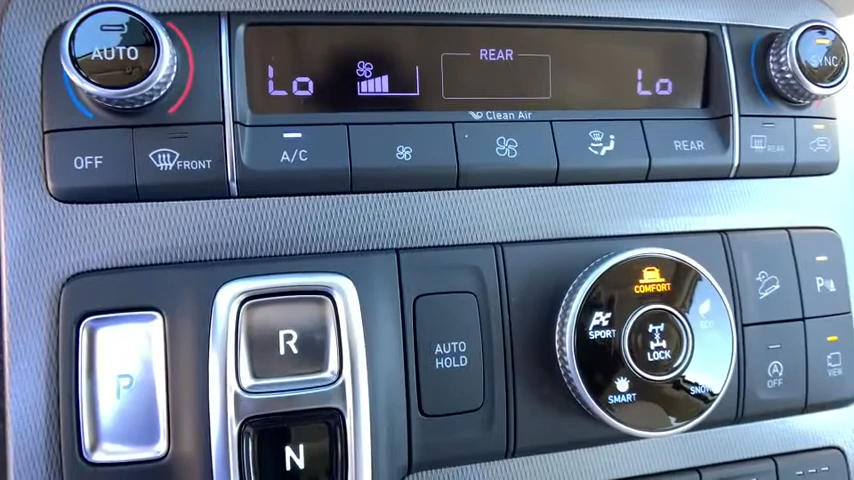 AUTO
Lo
REAR
Lo
SYNC
Clean Air
OFF
FRONT
A/C
REAR
REAR
P
R
N
AUTO
HOLD
COMFORT
SPORT
ECO
LOCK
SMART
SNOW
P
A
OFF
VIEW